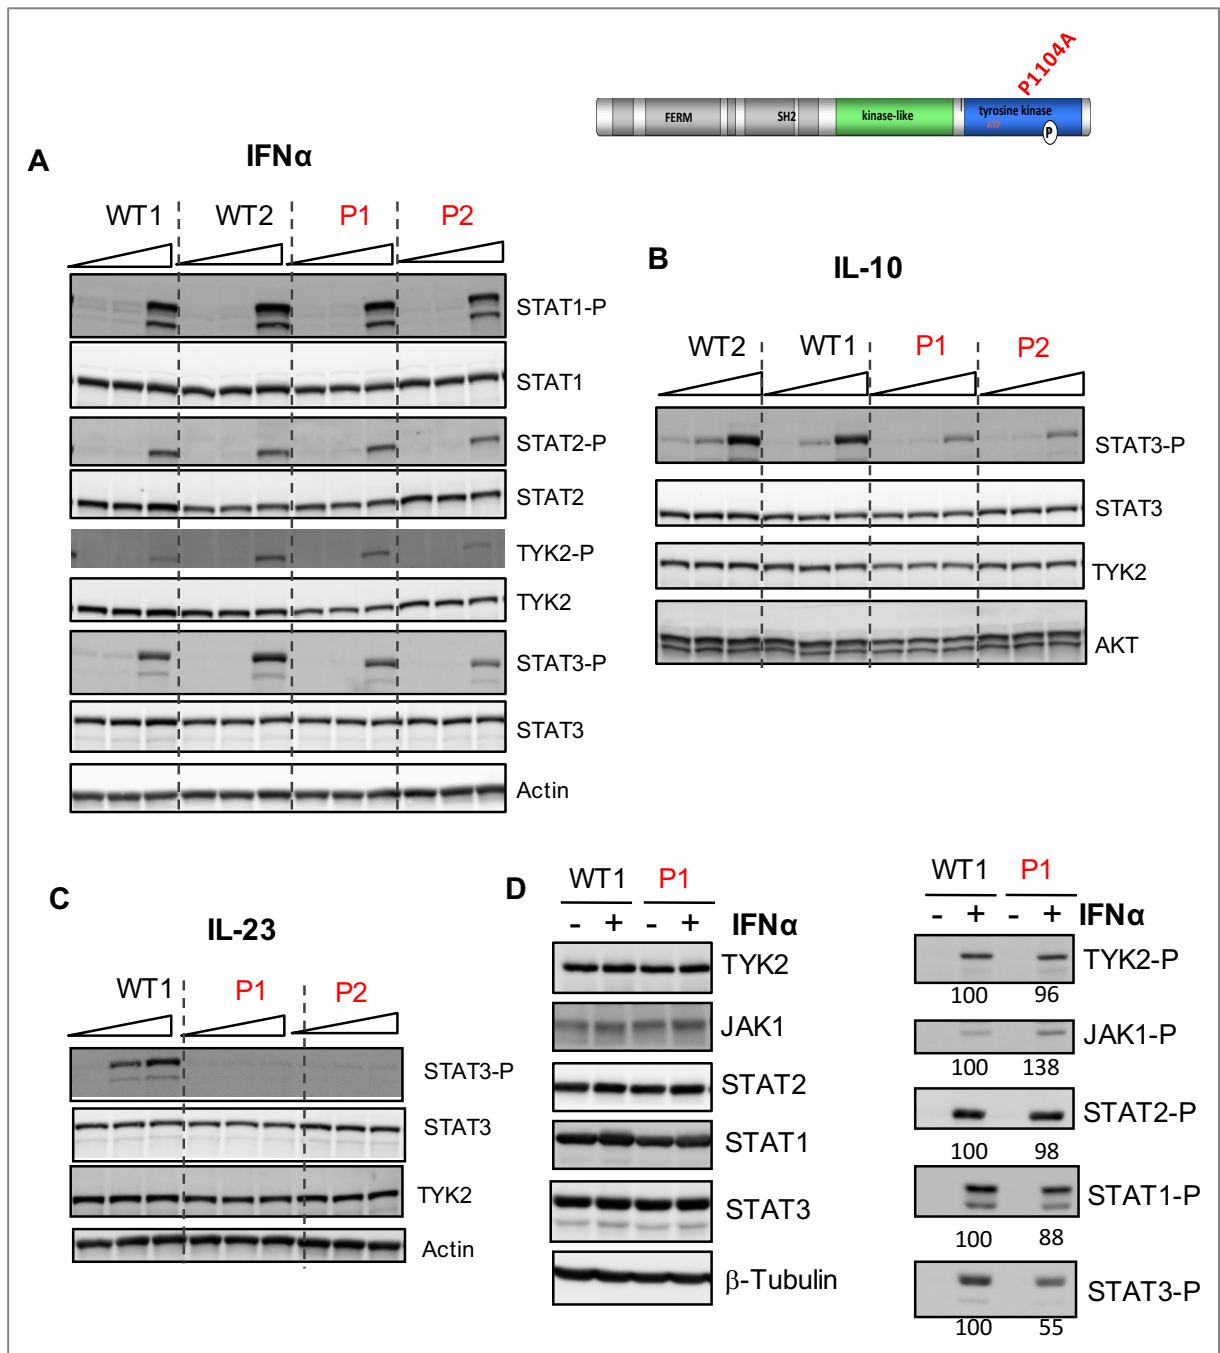 P1104A
FERM SH2 kinase-like tyrosine kinase
ATP
P
A IFNα
WT1 WT2 P1 P2
STAT1-P
STAT1
STAT2-P
STAT2
TYK2-P
TYK2
STAT3-P
STAT3
Actin
B IL-10
WT2 WT1 P1 P2
STAT3-P
STAT3
TYK2
AKT
C IL-23
WT1 P1 P2
STAT3-P
STAT3
TYK2
Actin
D
WT1 P1
- + - + IFNα
TYK2
JAK1
STAT2
STAT1
STAT3
β-Tubulin
WT1 P1
- + - + IFNα
TYK2-P
100 96
JAK1-P
100 138
STAT2-P
100 98
STAT1-P
100 88
STAT3-P
100 55